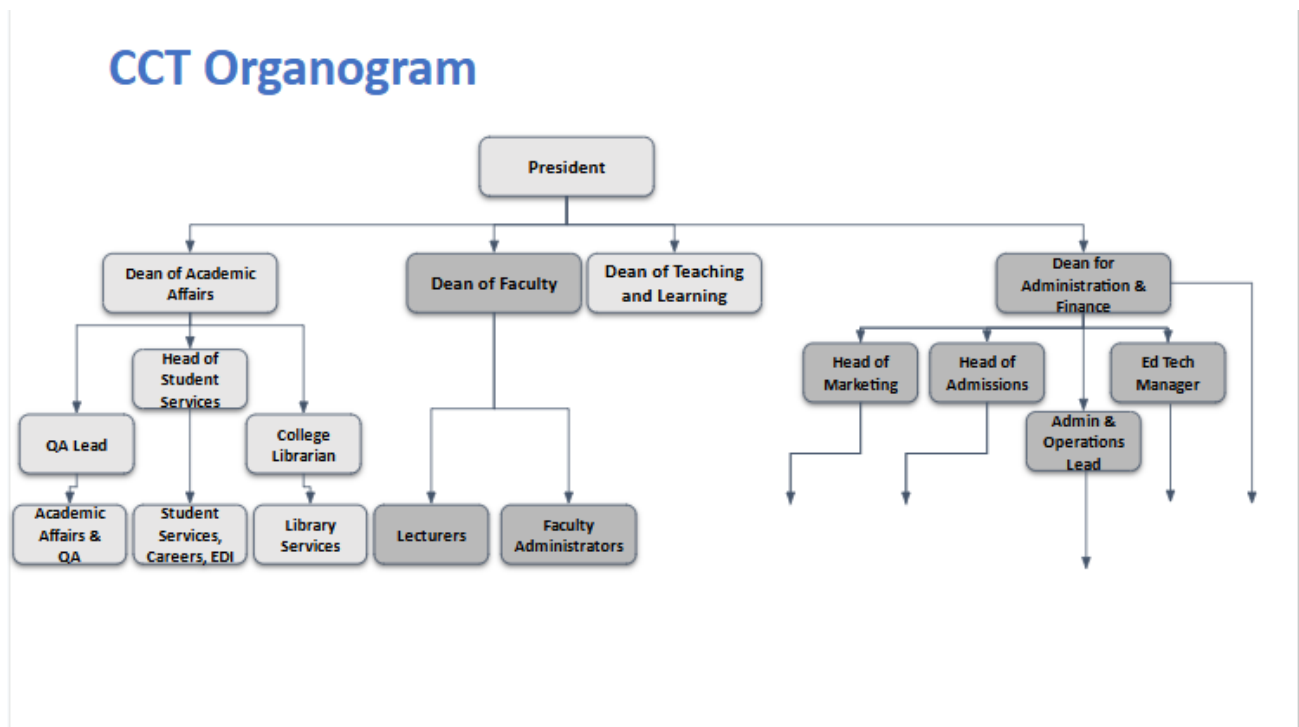 CCT Organogram
President
Dean of Academic
Affairs
Dean of Faculty
Dean of Teaching
and Learning
Dean for
Administration &
Finance
Head of
Student
Services
Head of
Marketing
Head of
Admissions
Ed Tech
Manager
QA Lead
College
Librarian
Admin &
Operations
Lead
Academic
Affairs &
QA
Student
Services,
Careers, EDI
Library
Services
Lecturers
Faculty
Administrators